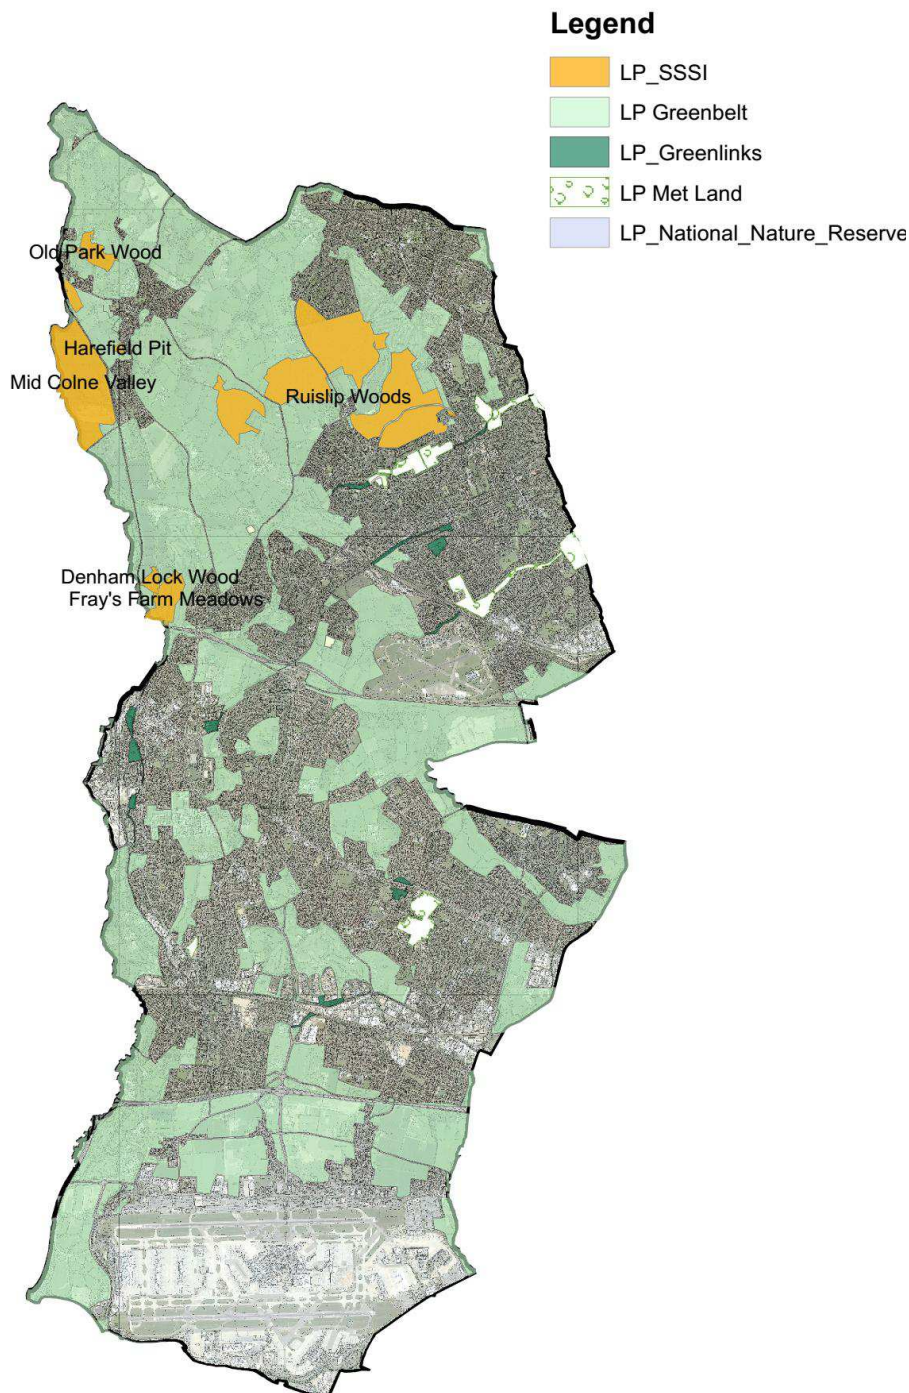 Legend
LP_SSSI
LP Greenbelt
LP_Greenlinks
LP Met Land
LP_National_Nature_Reserve
Old Park Wood
Harefield Pit
Mid Colne Valley
Ruislip Woods
Denham Lock Wood
Fray's Farm Meadows